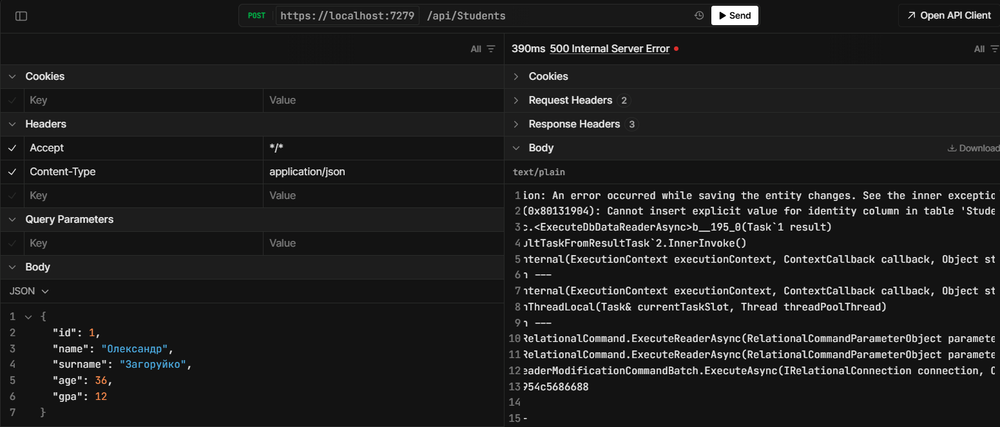 POST https://localhost:7279 /api/Students Send Open API Client
All
Cookies
Key Value
Headers
Accept */*
Content-Type application/json
Key Value
Query Parameters
Key Value
Body
JSON
1 {
2 "id": 1,
3 "name": "Олександр",
4 "surname": "Загоруйко",
5 "age": 36,
6 "gpa": 12
7 }
390ms 500 Internal Server Error All
Cookies
Request Headers 2
Response Headers 3
Body Download
text/plain
1 ion: An error occurred while saving the entity changes. See the inner exceptio
2 (0x80131904): Cannot insert explicit value for identity column in table 'Stude
3 c.<ExecuteDbDataReaderAsync>b__195_0(Task`1 result)
4 ultTaskFromResultTask`2.InnerInvoke()
5 nternal(ExecutionContext executionContext, ContextCallback callback, Object st
6 n ---
7 nternal(ExecutionContext executionContext, ContextCallback callback, Object st
8 nThreadLocal(Task& currentTaskSlot, Thread threadPoolThread)
9 n ---
10 RelationalCommand.ExecuteReaderAsync(RelationalCommandParameterObject paramete
11 RelationalCommand.ExecuteReaderAsync(RelationalCommandParameterObject paramete
12 eaderModificationCommandBatch.ExecuteAsync(IRelationalConnection connection, C
13 954c5686688
14
15 -